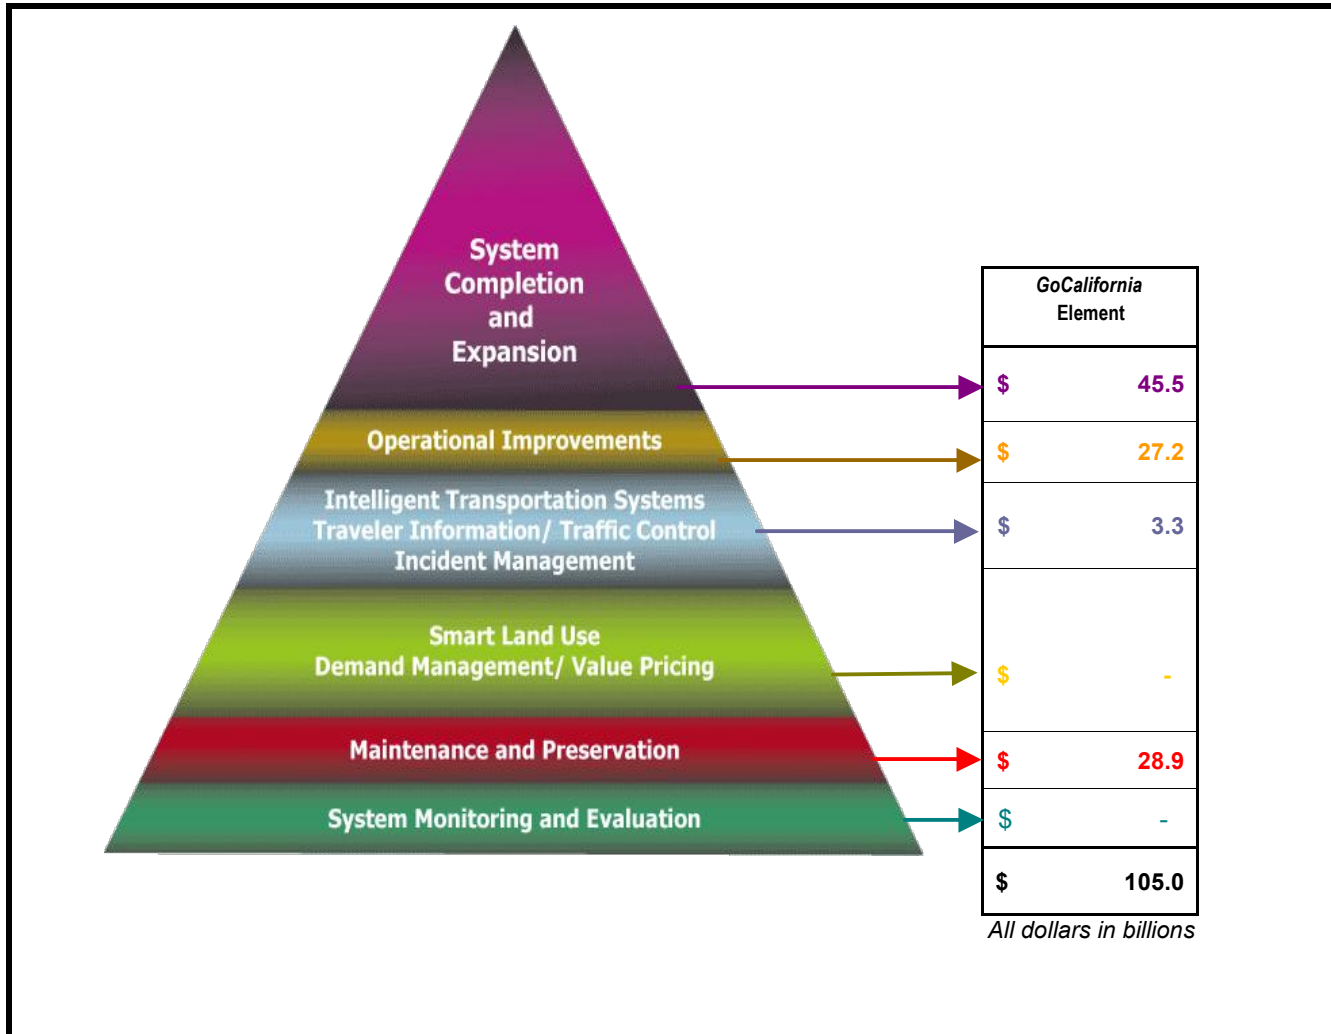 System
Completion
and
Expansion
Operational Improvements
Intelligent Transportation Systems
Traveler Information/ Traffic Control
Incident Management
Smart Land Use
Demand Management/ Value Pricing
Maintenance and Preservation
System Monitoring and Evaluation
GoCalifornia
Element
$ 45.5
$ 27.2
$ 3.3
$ -
$ 28.9
$ -
$ 105.0
All dollars in billions